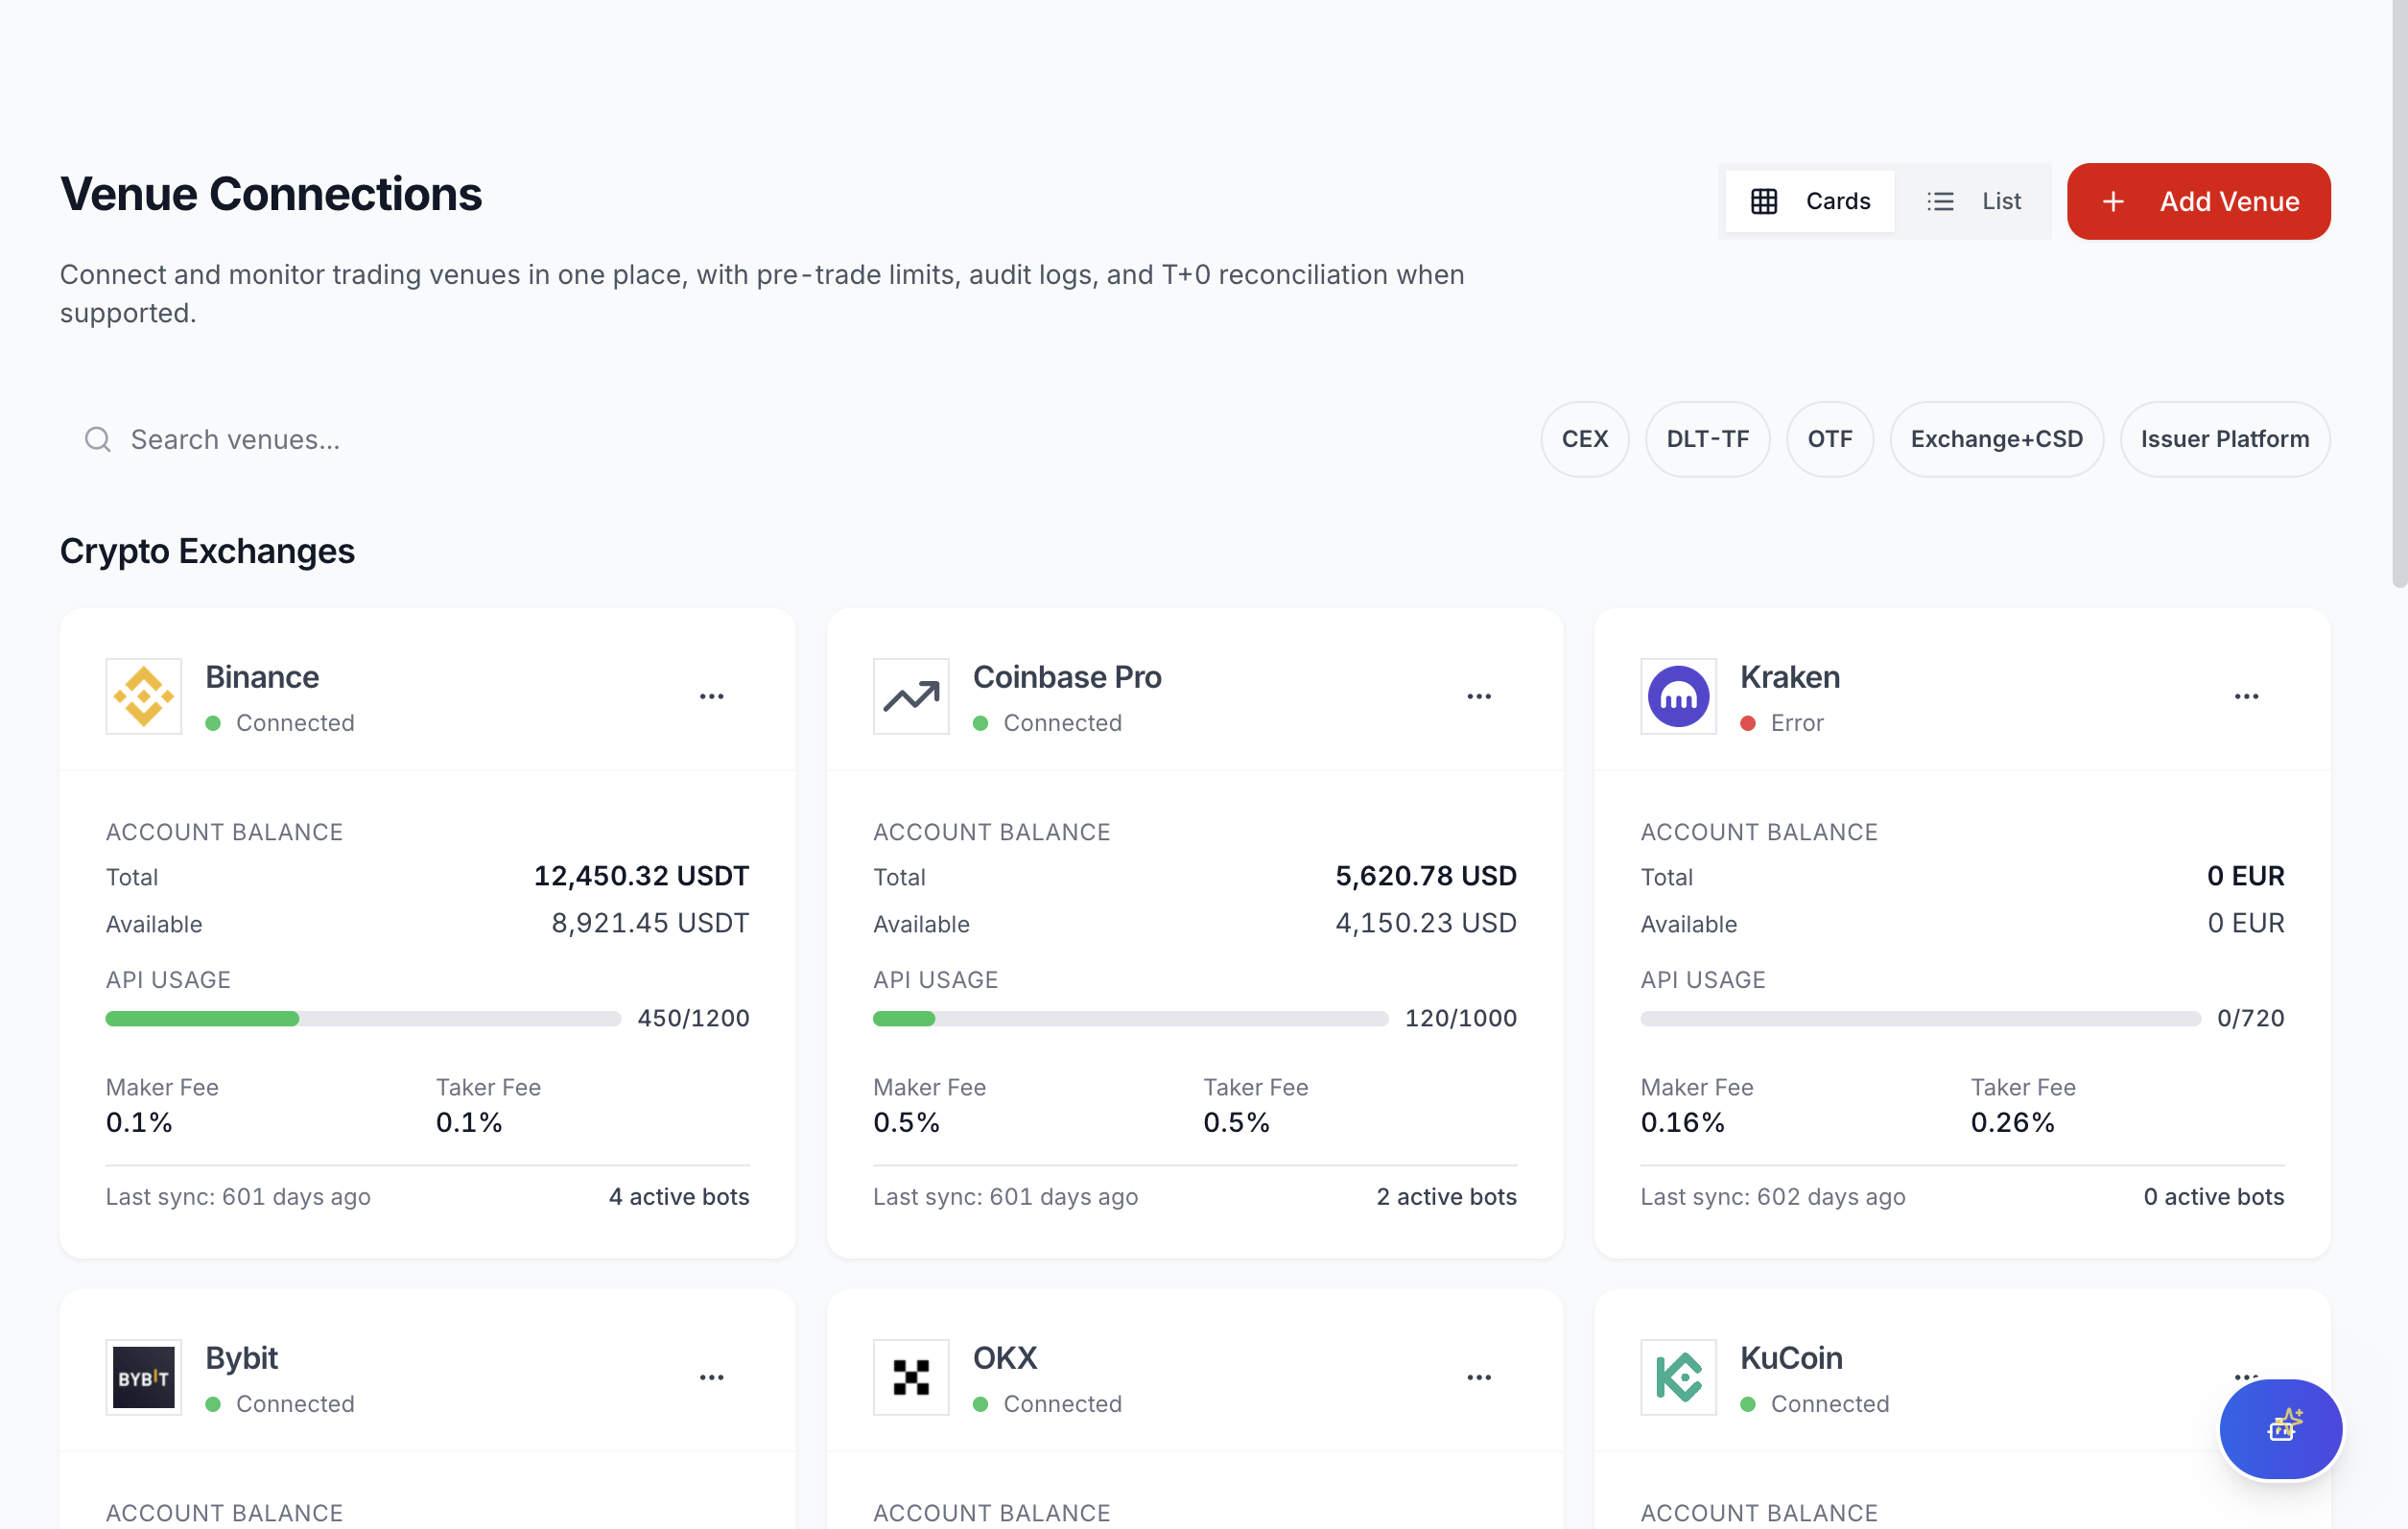 Venue Connections
Cards
List
Add Venue
Connect and monitor trading venues in one place, with pre-trade limits, audit logs, and T+0 reconciliation when
supported.
Search venues...
CEX
DLT-TF
OTF
Exchange+CSD
Issuer Platform
Crypto Exchanges
Binance
Connected
ACCOUNT BALANCE
Total 12,450.32 USDT
Available 8,921.45 USDT
API USAGE
450/1200
Maker Fee Taker Fee
0.1% 0.1%
Last sync: 601 days ago 4 active bots
Coinbase Pro
Connected
ACCOUNT BALANCE
Total 5,620.78 USD
Available 4,150.23 USD
API USAGE
120/1000
Maker Fee Taker Fee
0.5% 0.5%
Last sync: 601 days ago 2 active bots
Kraken
Error
ACCOUNT BALANCE
Total 0 EUR
Available 0 EUR
API USAGE
0/720
Maker Fee Taker Fee
0.16% 0.26%
Last sync: 602 days ago 0 active bots
BYBIT
Bybit
Connected
ACCOUNT BALANCE
OKX
Connected
ACCOUNT BALANCE
KuCoin
Connected
ACCOUNT BALANCE